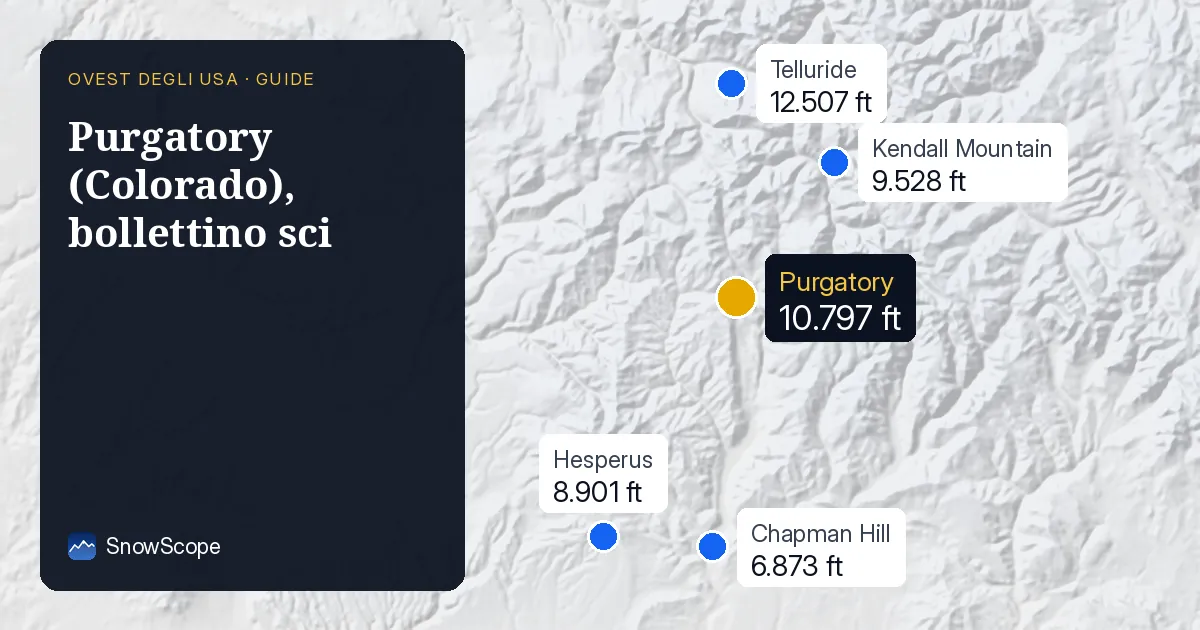 OVEST DEGLI USA · GUIDE
Purgatory
(Colorado),
bollettino sci
SnowScope
Telluride
12.507 ft
Kendall Mountain
9.528 ft
Purgatory
10.797 ft
Hesperus
8.901 ft
Chapman Hill
6.873 ft